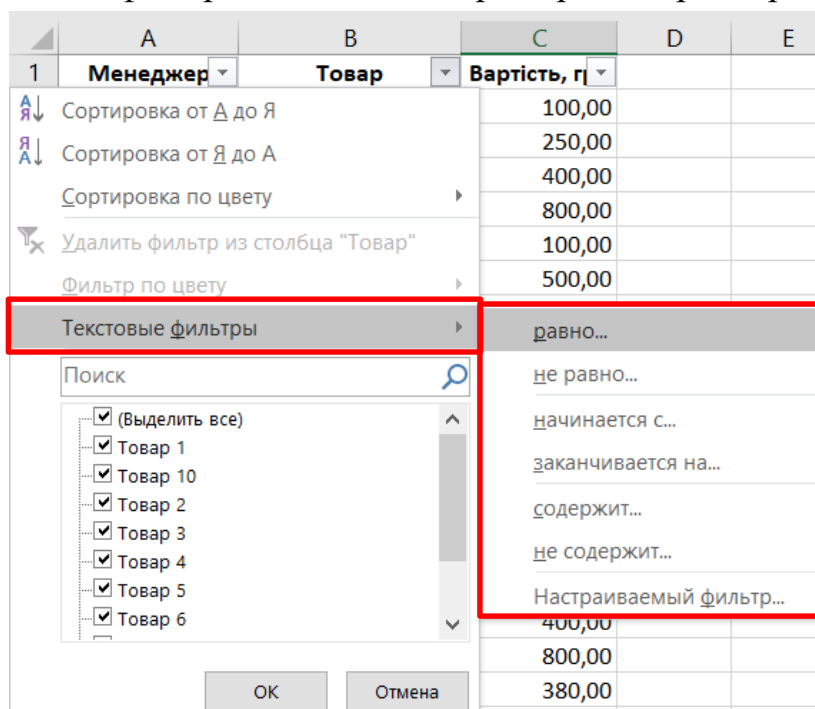 A B C D E
1 Менеджер Товар Вартість, г
Сортировка от А до Я 100,00
250,00
Сортировка от Я до А
400,00
Сортировка по цвету
800,00
Удалить фильтр из столбца "Товар" 100,00
Фильтр по цвету 500,00
Текстовые фильтры
равно...
Поиск
не равно...
(Выделить все)
начинается с...
Товар 1
Товар 10
заканчивается на...
Товар 2
содержит...
Товар 3
Товар 4
не содержит...
Товар 5
Настраиваемый фильтр...
Товар 6
400,00
800,00
ОК Отмена 380,00